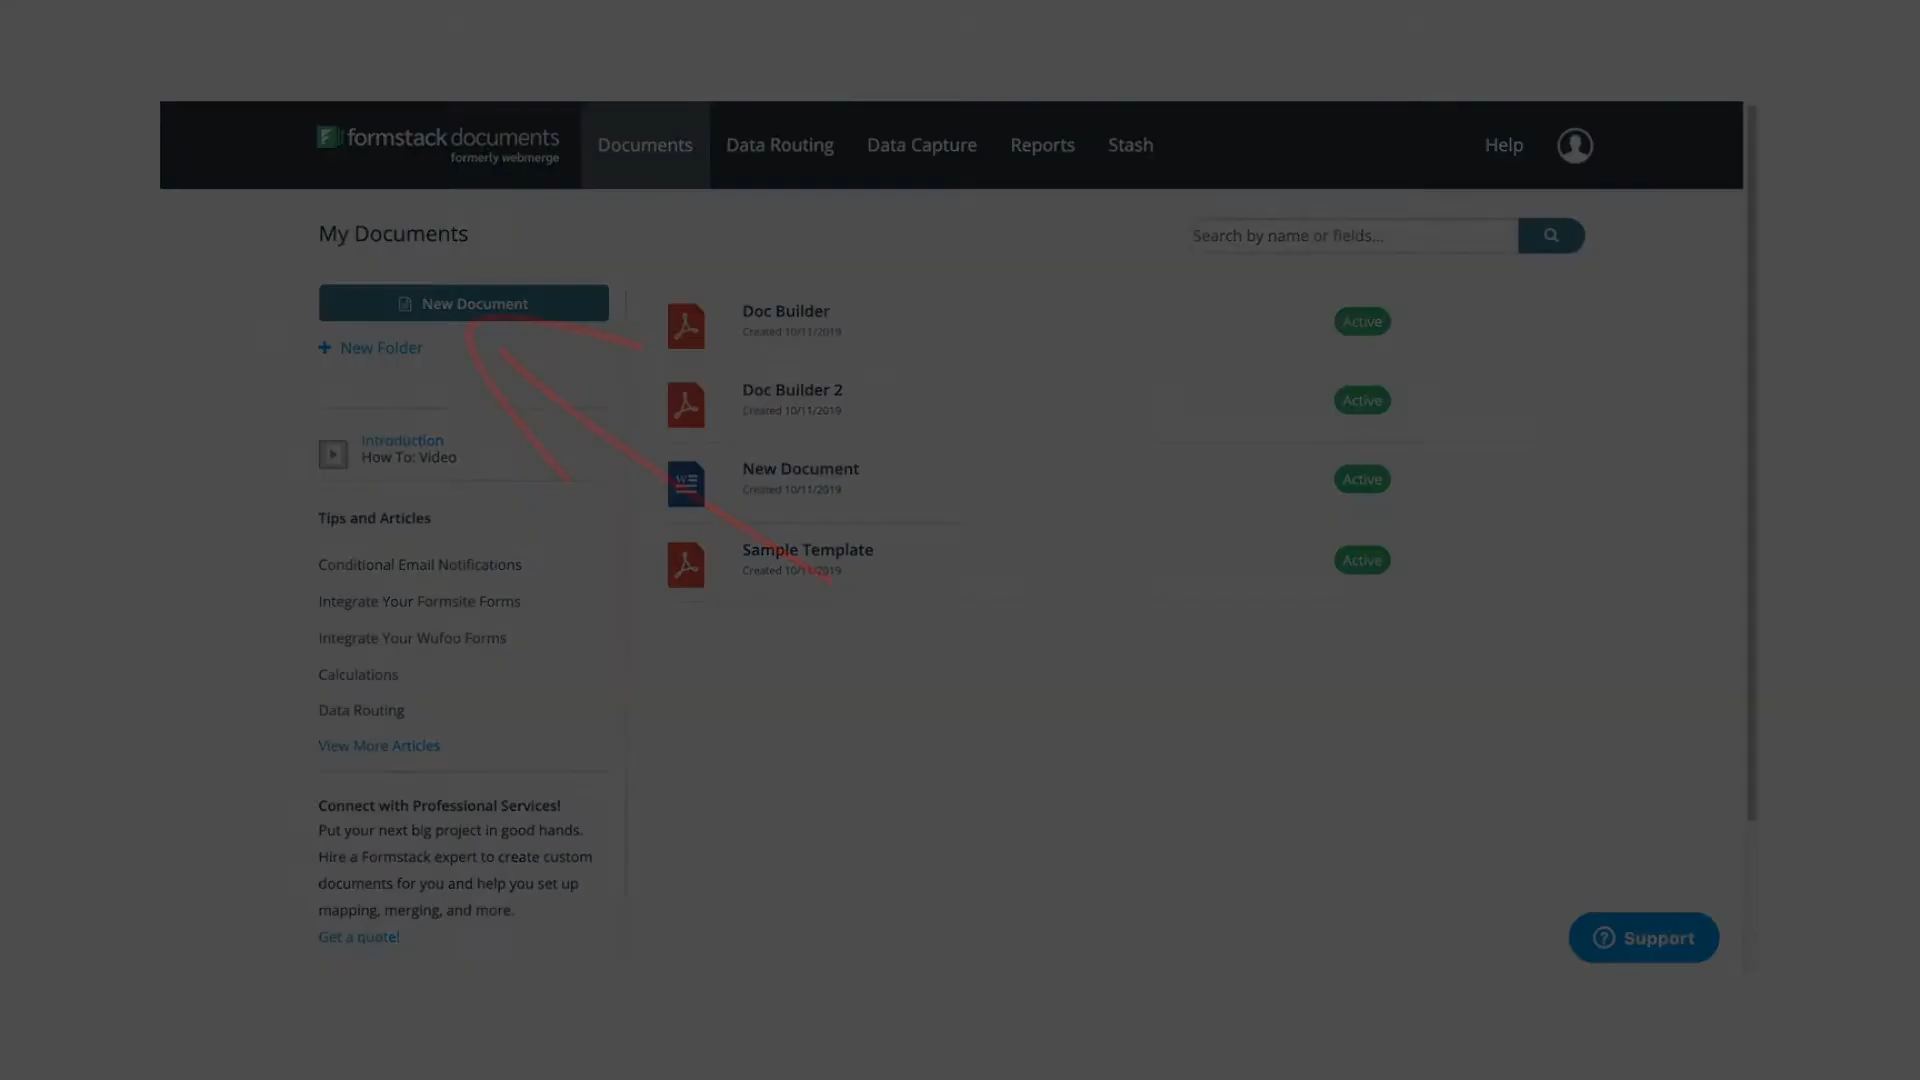 formstack documents
formerly webmerge
Documents
Data Routing
Data Capture
Reports
Stash
Help
My Documents
Search by name or fields...
New Document
+ New Folder
Introduction
How To: Video
Tips and Articles
Conditional Email Notifications
Integrate Your Formsite Forms
Integrate Your Wufoo Forms
Calculations
Data Routing
View More Articles
Connect with Professional Services!
Put your next big project in good hands.
Hire a Formstack expert to create custom
documents for you and help you set up
mapping, merging, and more.
Get a quote!
Doc Builder
Created 10/11/2019
Active
Doc Builder 2
Created 10/11/2019
Active
New Document
Created 10/11/2019
Active
Sample Template
Created 10/11/2019
Active
Support